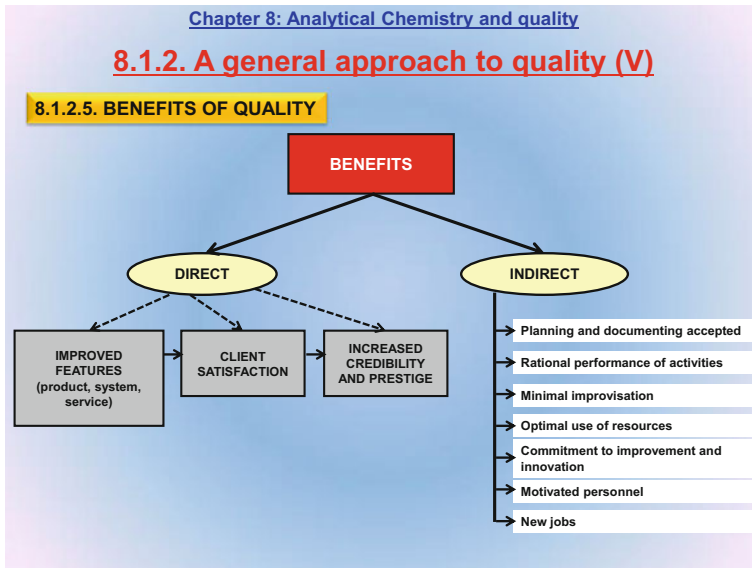 Chapter 8: Analytical Chemistry and quality
8.1.2. A general approach to quality (V)
8.1.2.5. BENEFITS OF QUALITY
BENEFITS
DIRECT
INDIRECT
IMPROVED
FEATURES
(product, system,
service)
CLIENT
SATISFACTION
INCREASED
CREDIBILITY
AND PRESTIGE
Planning and documenting accepted
Rational performance of activities
Minimal improvisation
Optimal use of resources
Commitment to improvement and
innovation
Motivated personnel
New jobs